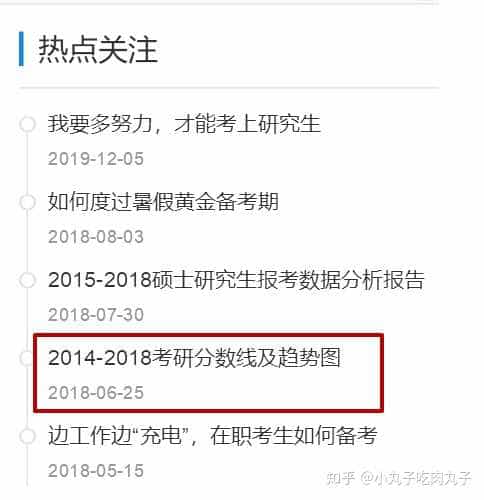 热点关注
我要多努力，才能考上研究生
2019-12-05
如何度过暑假黄金备考期
2018-08-03
2015-2018硕士研究生报考数据分析报告
2018-07-30
2014-2018考研分数线及趋势图
2018-06-25
边工作边“充电”，在职考生如何备考
2018-05-15
知乎 @小丸子吃肉丸子